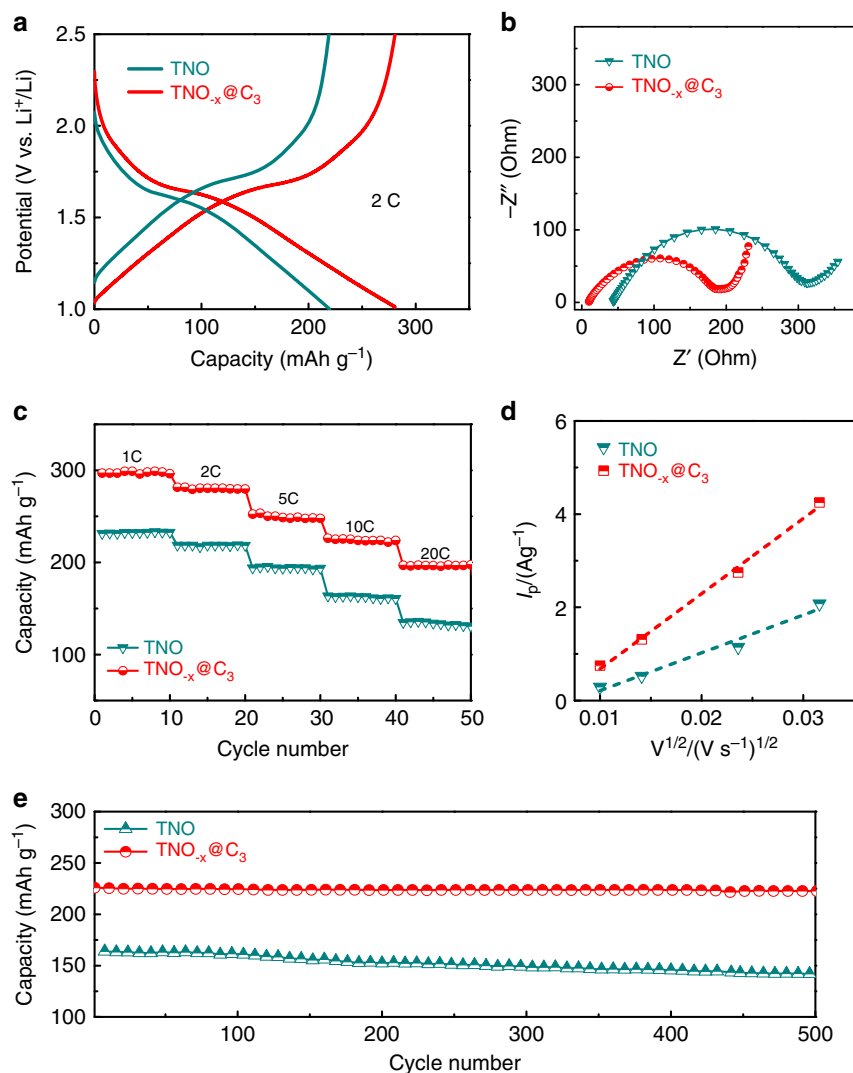 a
2.5
2.0
1.5
1.0
Potential (V vs. Li⁺/Li)
TNO
TNO₋ₓ@C₃
2 C
0 100 200 300
Capacity (mAh g⁻¹)
b
300
200
100
0
−Z″ (Ohm)
TNO
TNO₋ₓ@C₃
0 100 200 300
Z′ (Ohm)
c
300
200
100
Capacity (mAh g⁻¹)
1C
2C
5C
10C
20C
TNO
TNO₋ₓ@C₃
0 10 20 30 40 50
Cycle number
d
6
4
2
0
Iₚ/(Ag⁻¹)
TNO
TNO₋ₓ@C₃
0.01 0.02 0.03
V¹ᐟ²/(V s⁻¹)¹ᐟ²
e
300
250
200
150
100
Capacity (mAh g⁻¹)
TNO
TNO₋ₓ@C₃
100 200 300 400 500
Cycle number